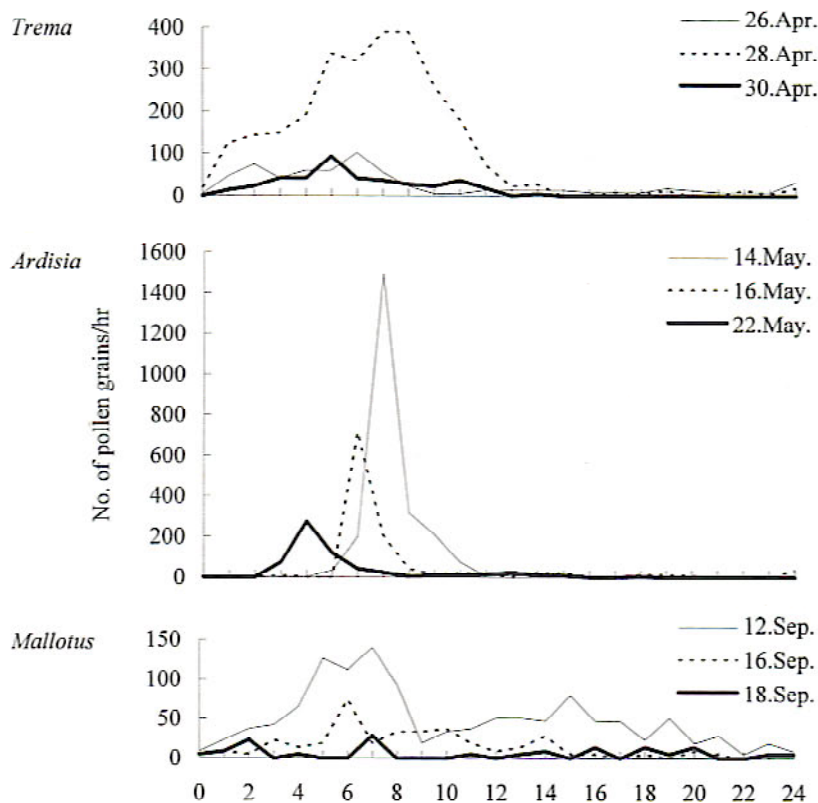 Trema
400
300
200
100
0
26.Apr.
28.Apr.
30.Apr.
Ardisia
No. of pollen grains/hr
1600
1400
1200
1000
800
600
400
200
0
14.May.
16.May.
22.May.
Mallotus
150
100
50
0
12.Sep.
16.Sep.
18.Sep.
0 2 4 6 8 10 12 14 16 18 20 22 24